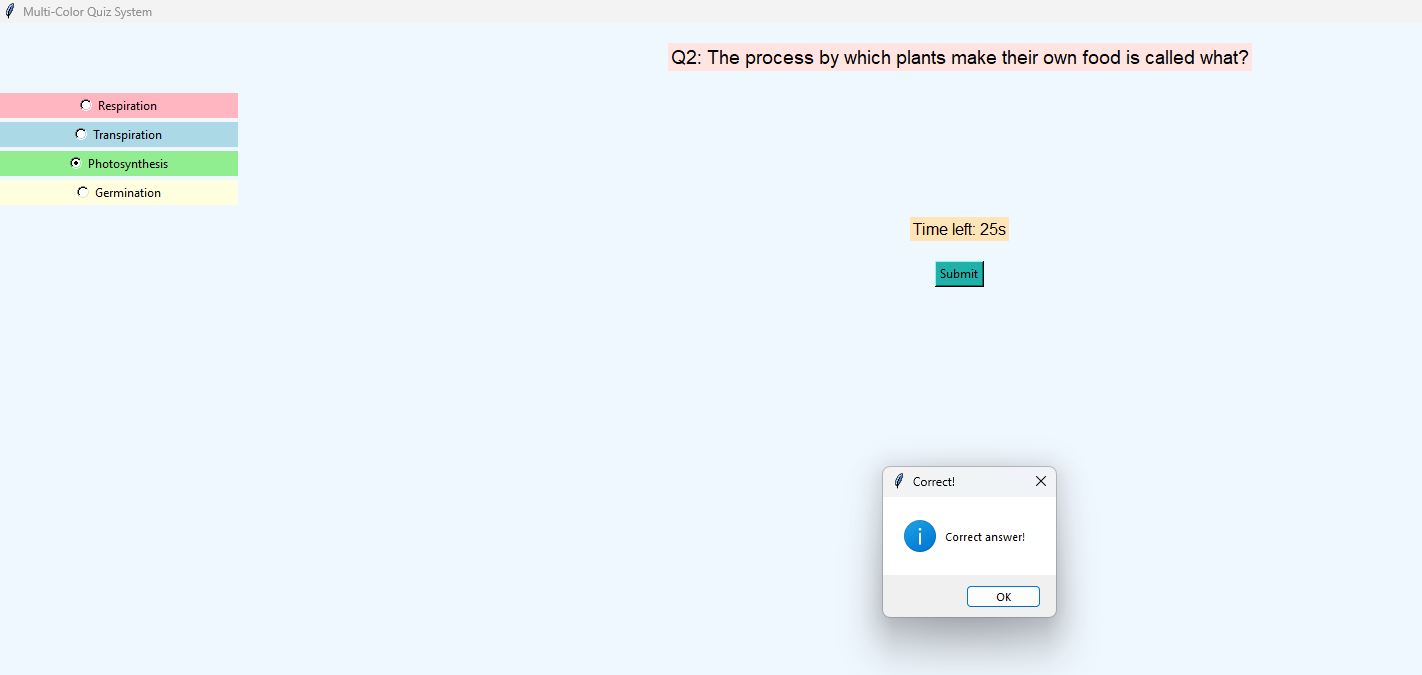 Multi-Color Quiz System
Q2: The process by which plants make their own food is called what?
Respiration
Transpiration
Photosynthesis
Germination
Time left: 25s
Submit
Correct!
Correct answer!
OK